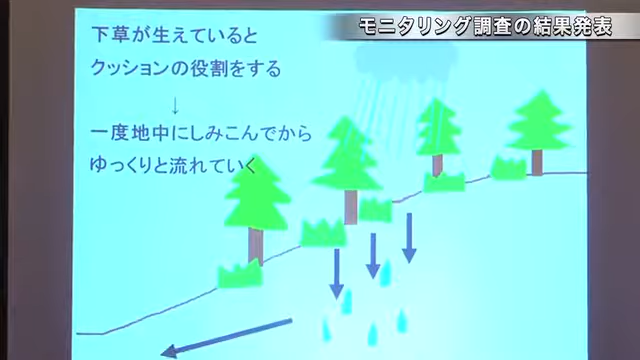 モニタリング調査の結果発表
下草が生えていると
クッションの役割をする
↓
一度地中にしみこんでから
ゆっくりと流れていく